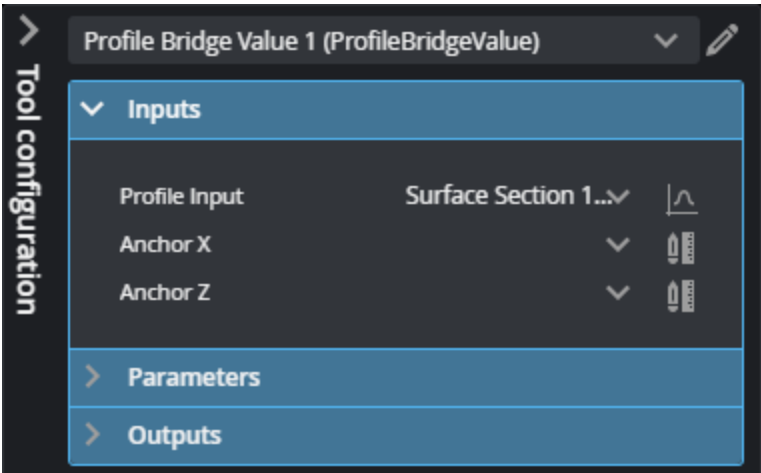 Tool configuration
Profile Bridge Value 1 (ProfileBridgeValue)
Inputs
Profile Input Surface Section 1...
Anchor X
Anchor Z
Parameters
Outputs